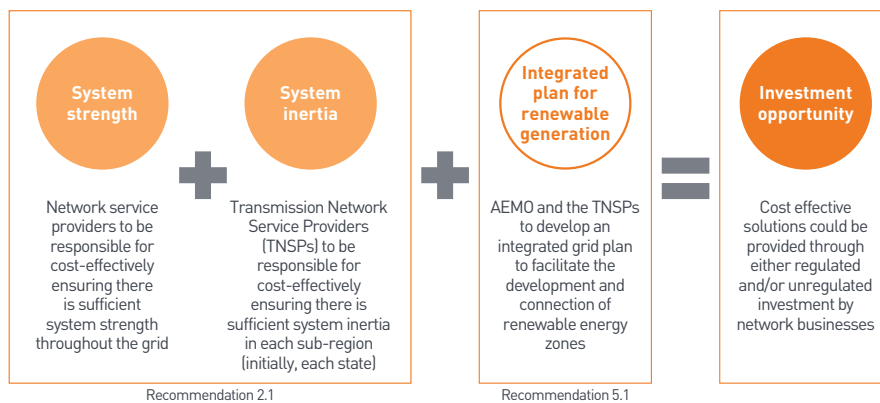 System
strength
Network service
providers to be
responsible for
cost-effectively
ensuring there
is sufficient
system strength
throughout the grid
System
inertia
Transmission Network
Service Providers
(TNSPs) to be
responsible for
cost-effectively
ensuring there is
sufficient system inertia
in each sub-region
(initially, each state)
Recommendation 2.1
Integrated
plan for
renewable
generation
AEMO and the TNSPs
to develop an
integrated grid plan
to facilitate the
development and
connection of
renewable energy
zones
Recommendation 5.1
Investment
opportunity
Cost effective
solutions could be
provided through
either regulated
and/or unregulated
investment by
network businesses